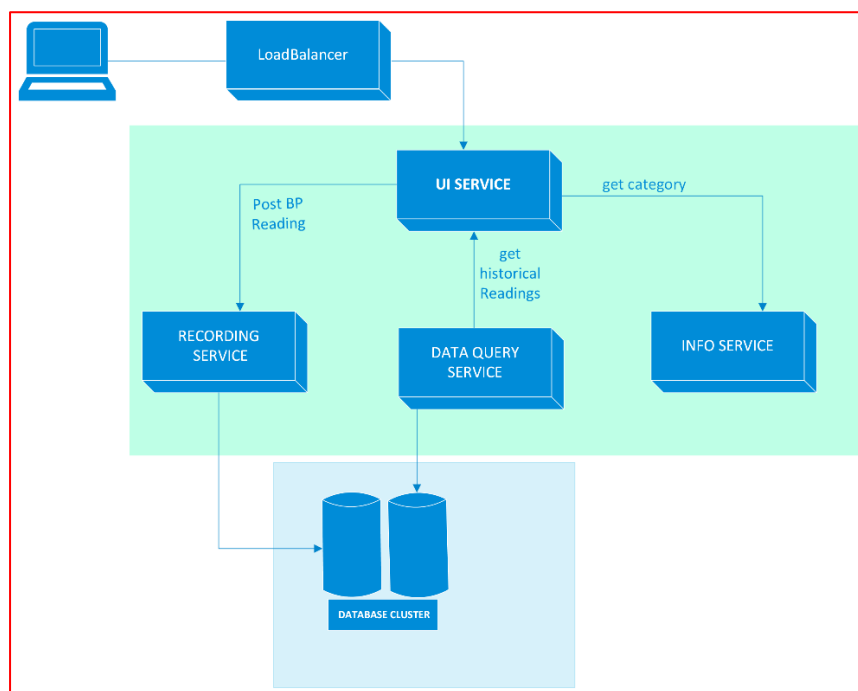 LoadBalancer
UI SERVICE
get category
Post BP
Reading
get
historical
Readings
RECORDING
SERVICE
DATA QUERY
SERVICE
INFO SERVICE
DATABASE CLUSTER